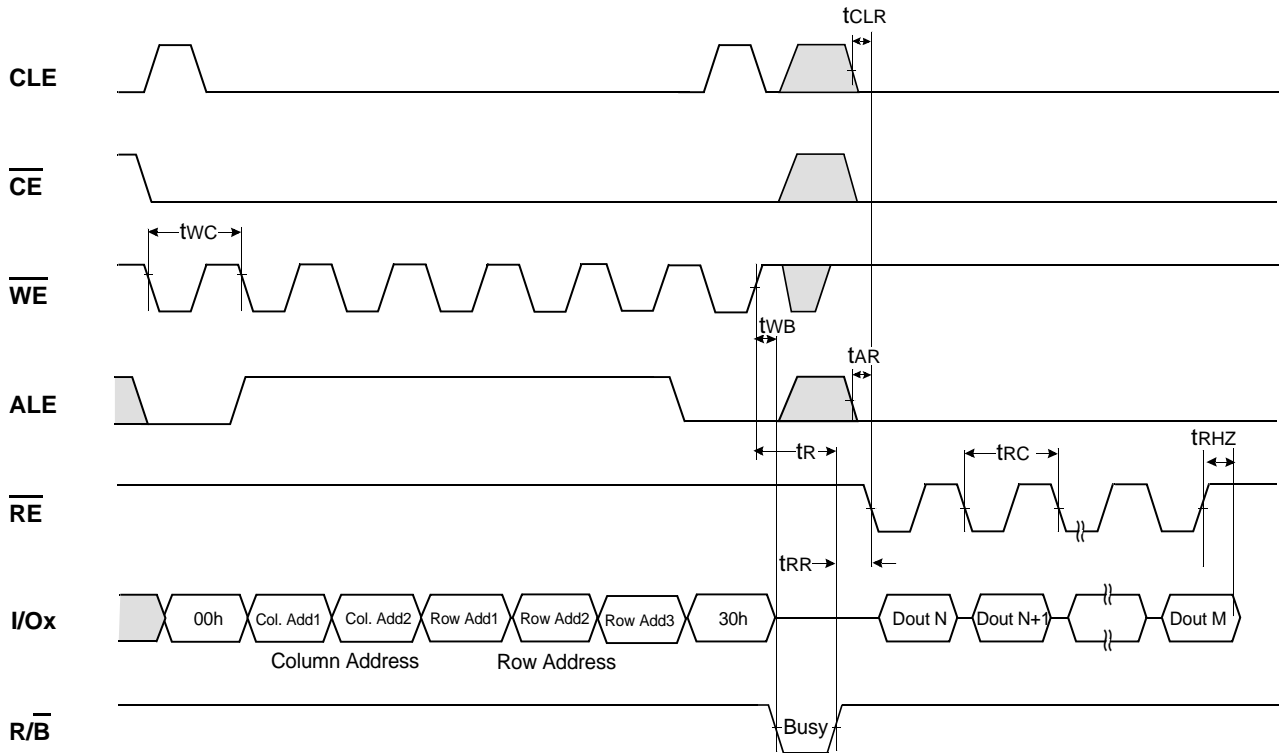 tCLR
CLE
CE
tWC
WE
tWB
tAR
ALE
tR
tRC
tRHZ
RE
tRR
I/Ox
00h Col. Add1 Col. Add2 Row Add1 Row Add2 Row Add3 30h Dout N Dout N+1 Dout M
Column Address Row Address
R/B
Busy